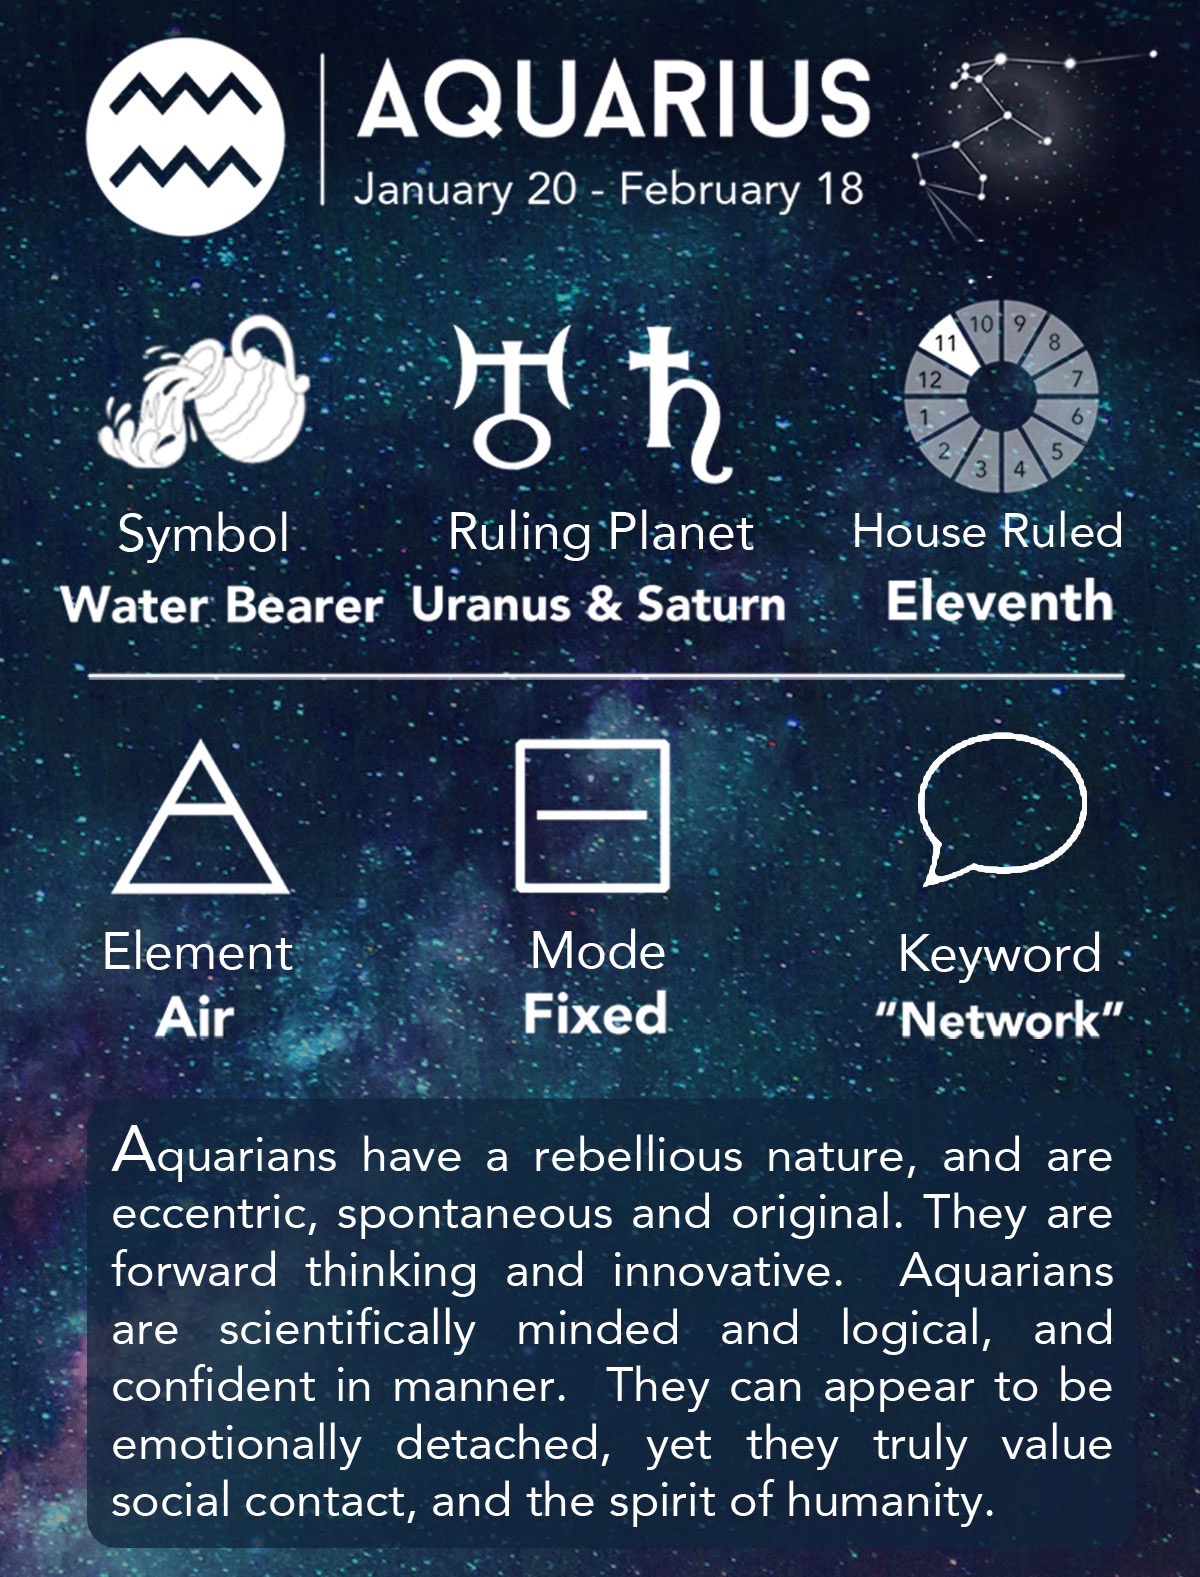 AQUARIUS
January 20 - February 18
10 9
11 8
12 7
1 6
2 5
3 4
Symbol Ruling Planet House Ruled
Water Bearer Uranus & Saturn Eleventh
Element Mode Keyword
Air Fixed “Network”
Aquarians have a rebellious nature, and are
eccentric, spontaneous and original. They are
forward thinking and innovative. Aquarians
are scientifically minded and logical, and
confident in manner. They can appear to be
emotionally detached, yet they truly value
social contact, and the spirit of humanity.